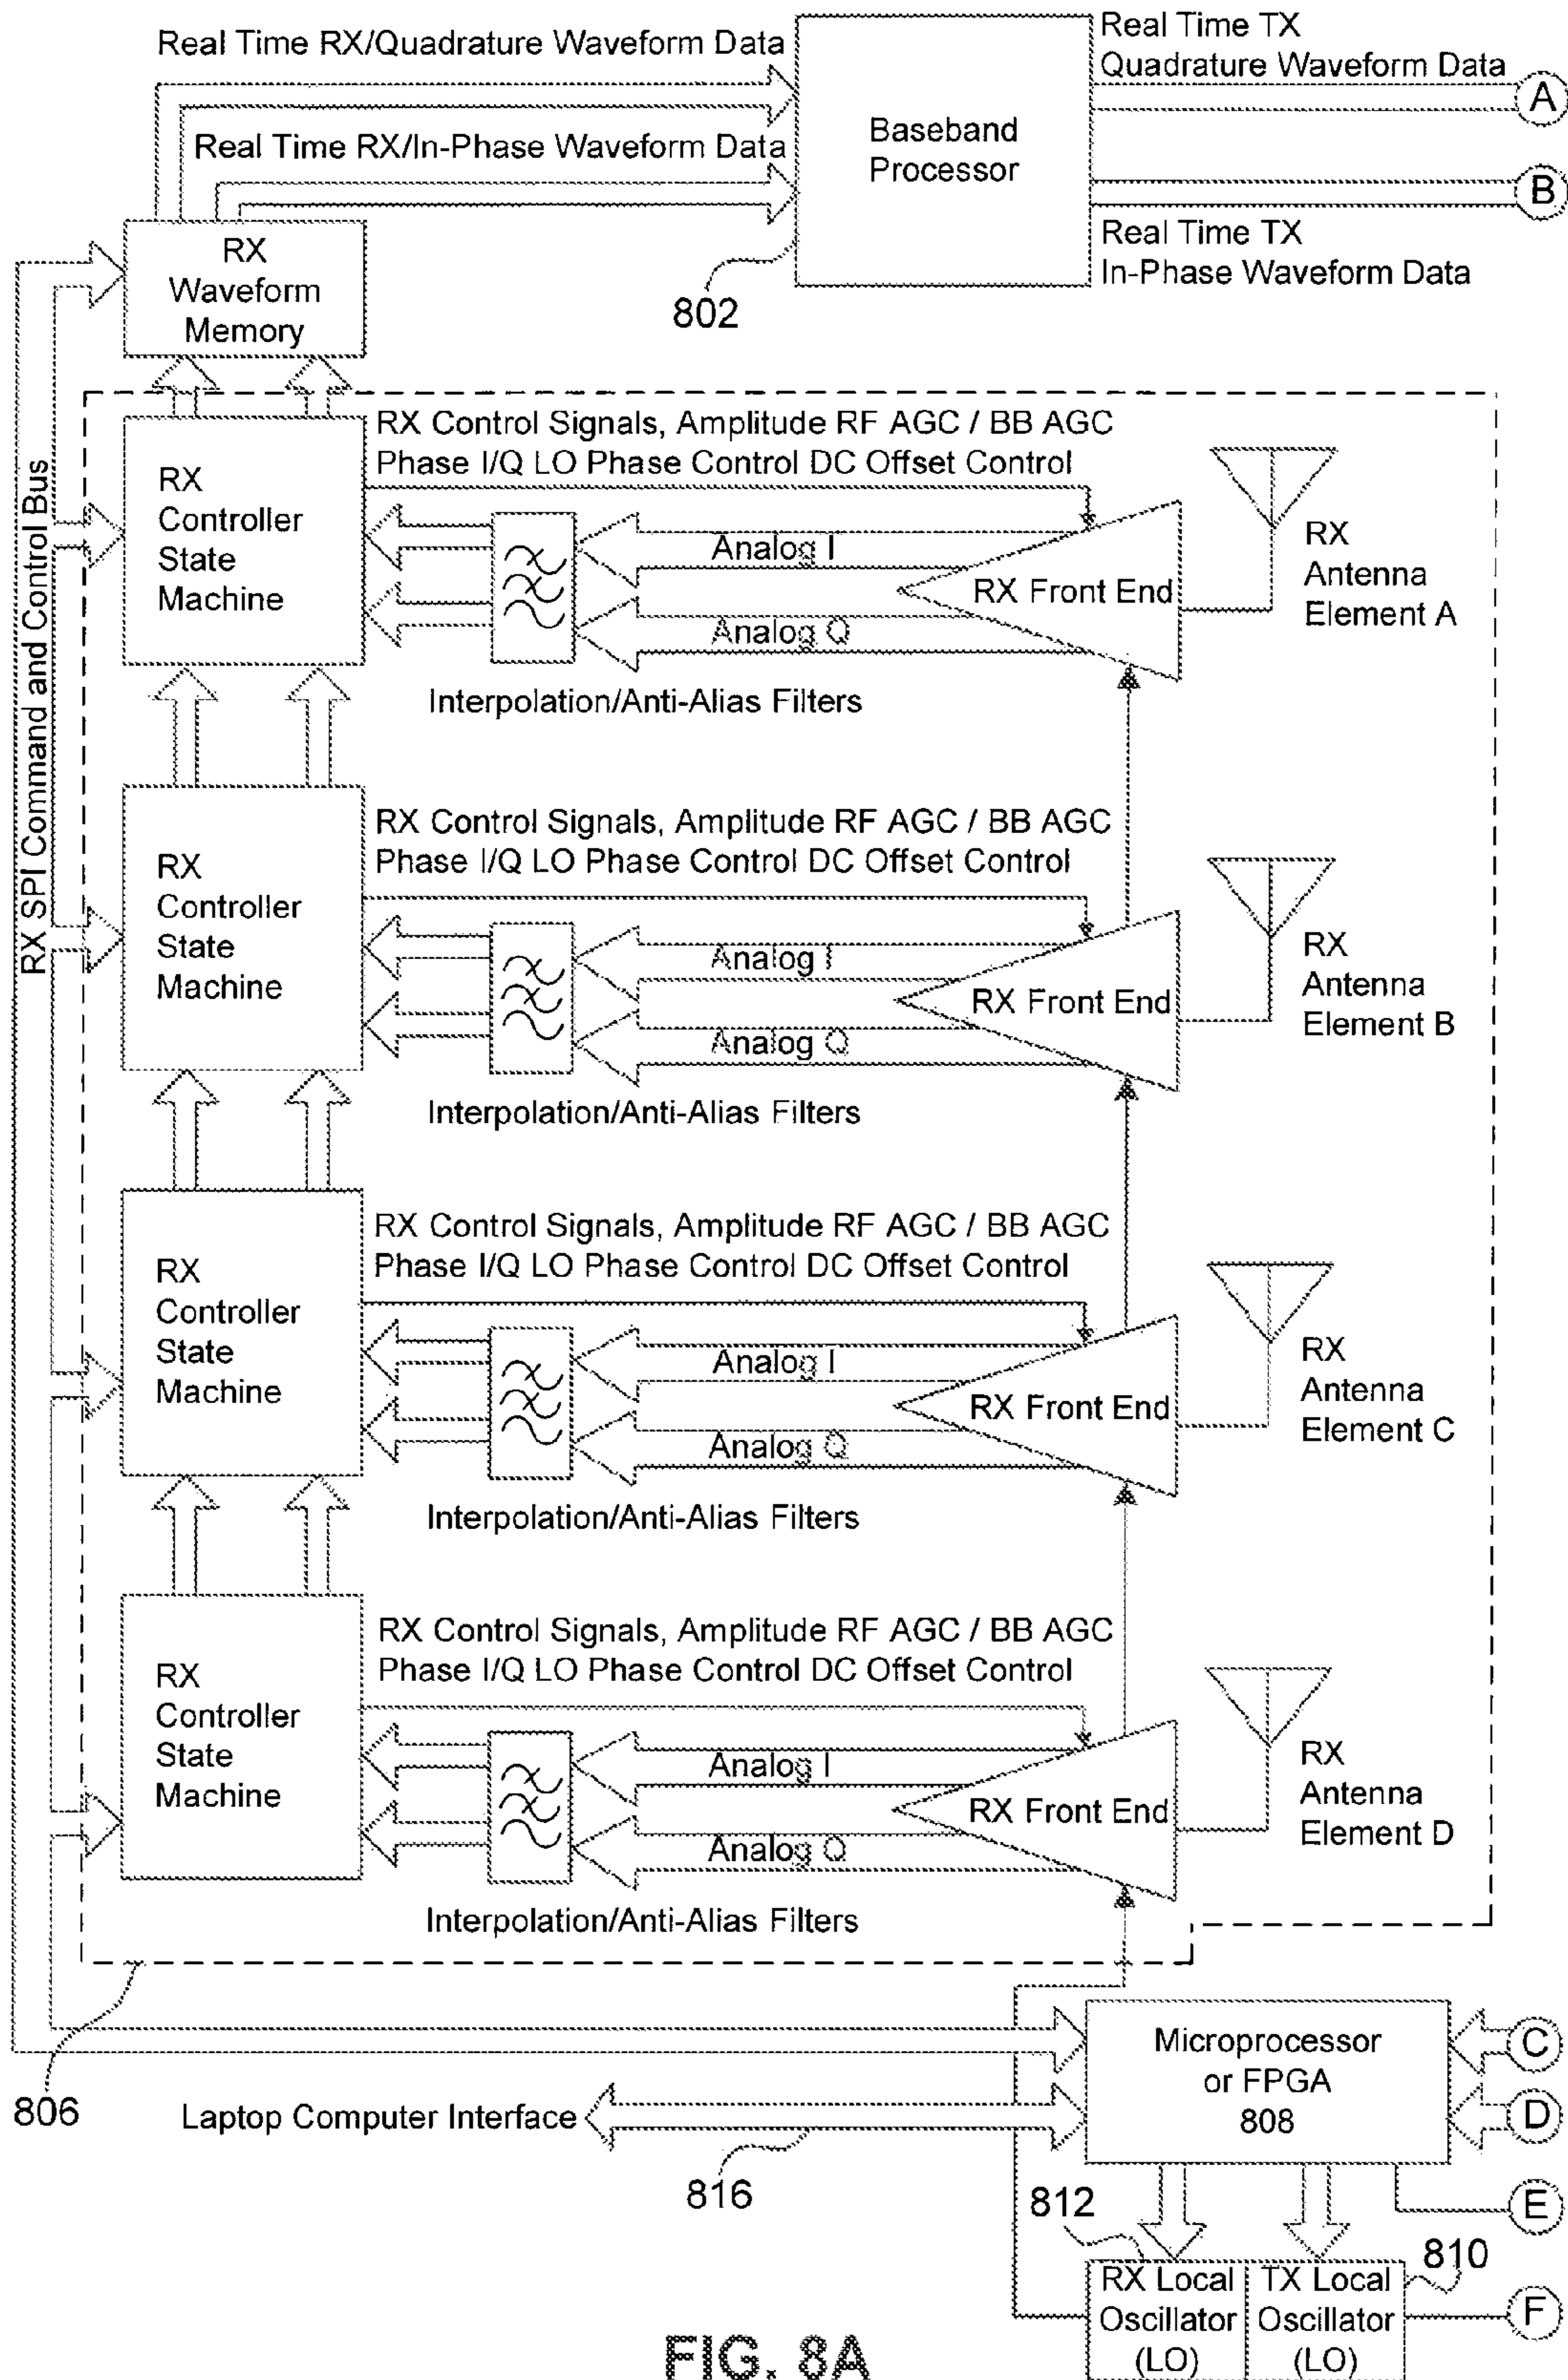 Real Time RX/Quadrature Waveform Data
Real Time RX/In-Phase Waveform Data
Baseband
Processor
802
Real Time TX
Quadrature Waveform Data
A
B
Real Time TX
In-Phase Waveform Data
RX
Waveform
Memory
RX SPI Command and Control Bus
RX
Controller
State
Machine
RX Control Signals, Amplitude RF AGC / BB AGC
Phase I/Q LO Phase Control DC Offset Control
Analog I
Analog Q
RX Front End
RX
Antenna
Element A
Interpolation/Anti-Alias Filters
RX
Controller
State
Machine
RX Control Signals, Amplitude RF AGC / BB AGC
Phase I/Q LO Phase Control DC Offset Control
Analog I
Analog Q
RX Front End
RX
Antenna
Element B
Interpolation/Anti-Alias Filters
RX
Controller
State
Machine
RX Control Signals, Amplitude RF AGC / BB AGC
Phase I/Q LO Phase Control DC Offset Control
Analog I
Analog Q
RX Front End
RX
Antenna
Element C
Interpolation/Anti-Alias Filters
RX
Controller
State
Machine
RX Control Signals, Amplitude RF AGC / BB AGC
Phase I/Q LO Phase Control DC Offset Control
Analog I
Analog Q
RX Front End
RX
Antenna
Element D
Interpolation/Anti-Alias Filters
806
Laptop Computer Interface
816
Microprocessor
or FPGA
808
C
D
E
812
810
RX Local
Oscillator
(LO)
TX Local
Oscillator
(LO)
F
FIG. 8A